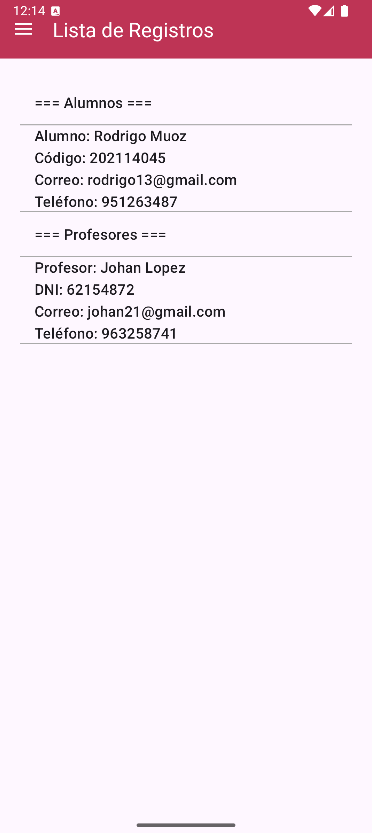 12:14
Lista de Registros
=== Alumnos ===
Alumno: Rodrigo Muoz
Código: 202114045
Correo: rodrigo13@gmail.com
Teléfono: 951263487
=== Profesores ===
Profesor: Johan Lopez
DNI: 62154872
Correo: johan21@gmail.com
Teléfono: 963258741